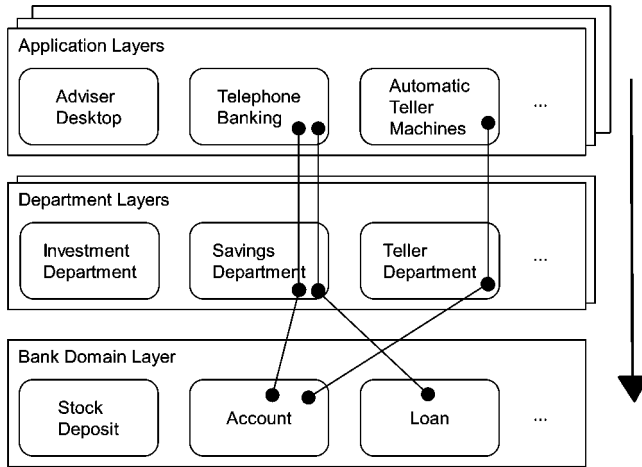 Application Layers
Adviser
Desktop
Telephone
Banking
Automatic
Teller
Machines
...
Department Layers
Investment
Department
Savings
Department
Teller
Department
...
Bank Domain Layer
Stock
Deposit
Account
Loan
...